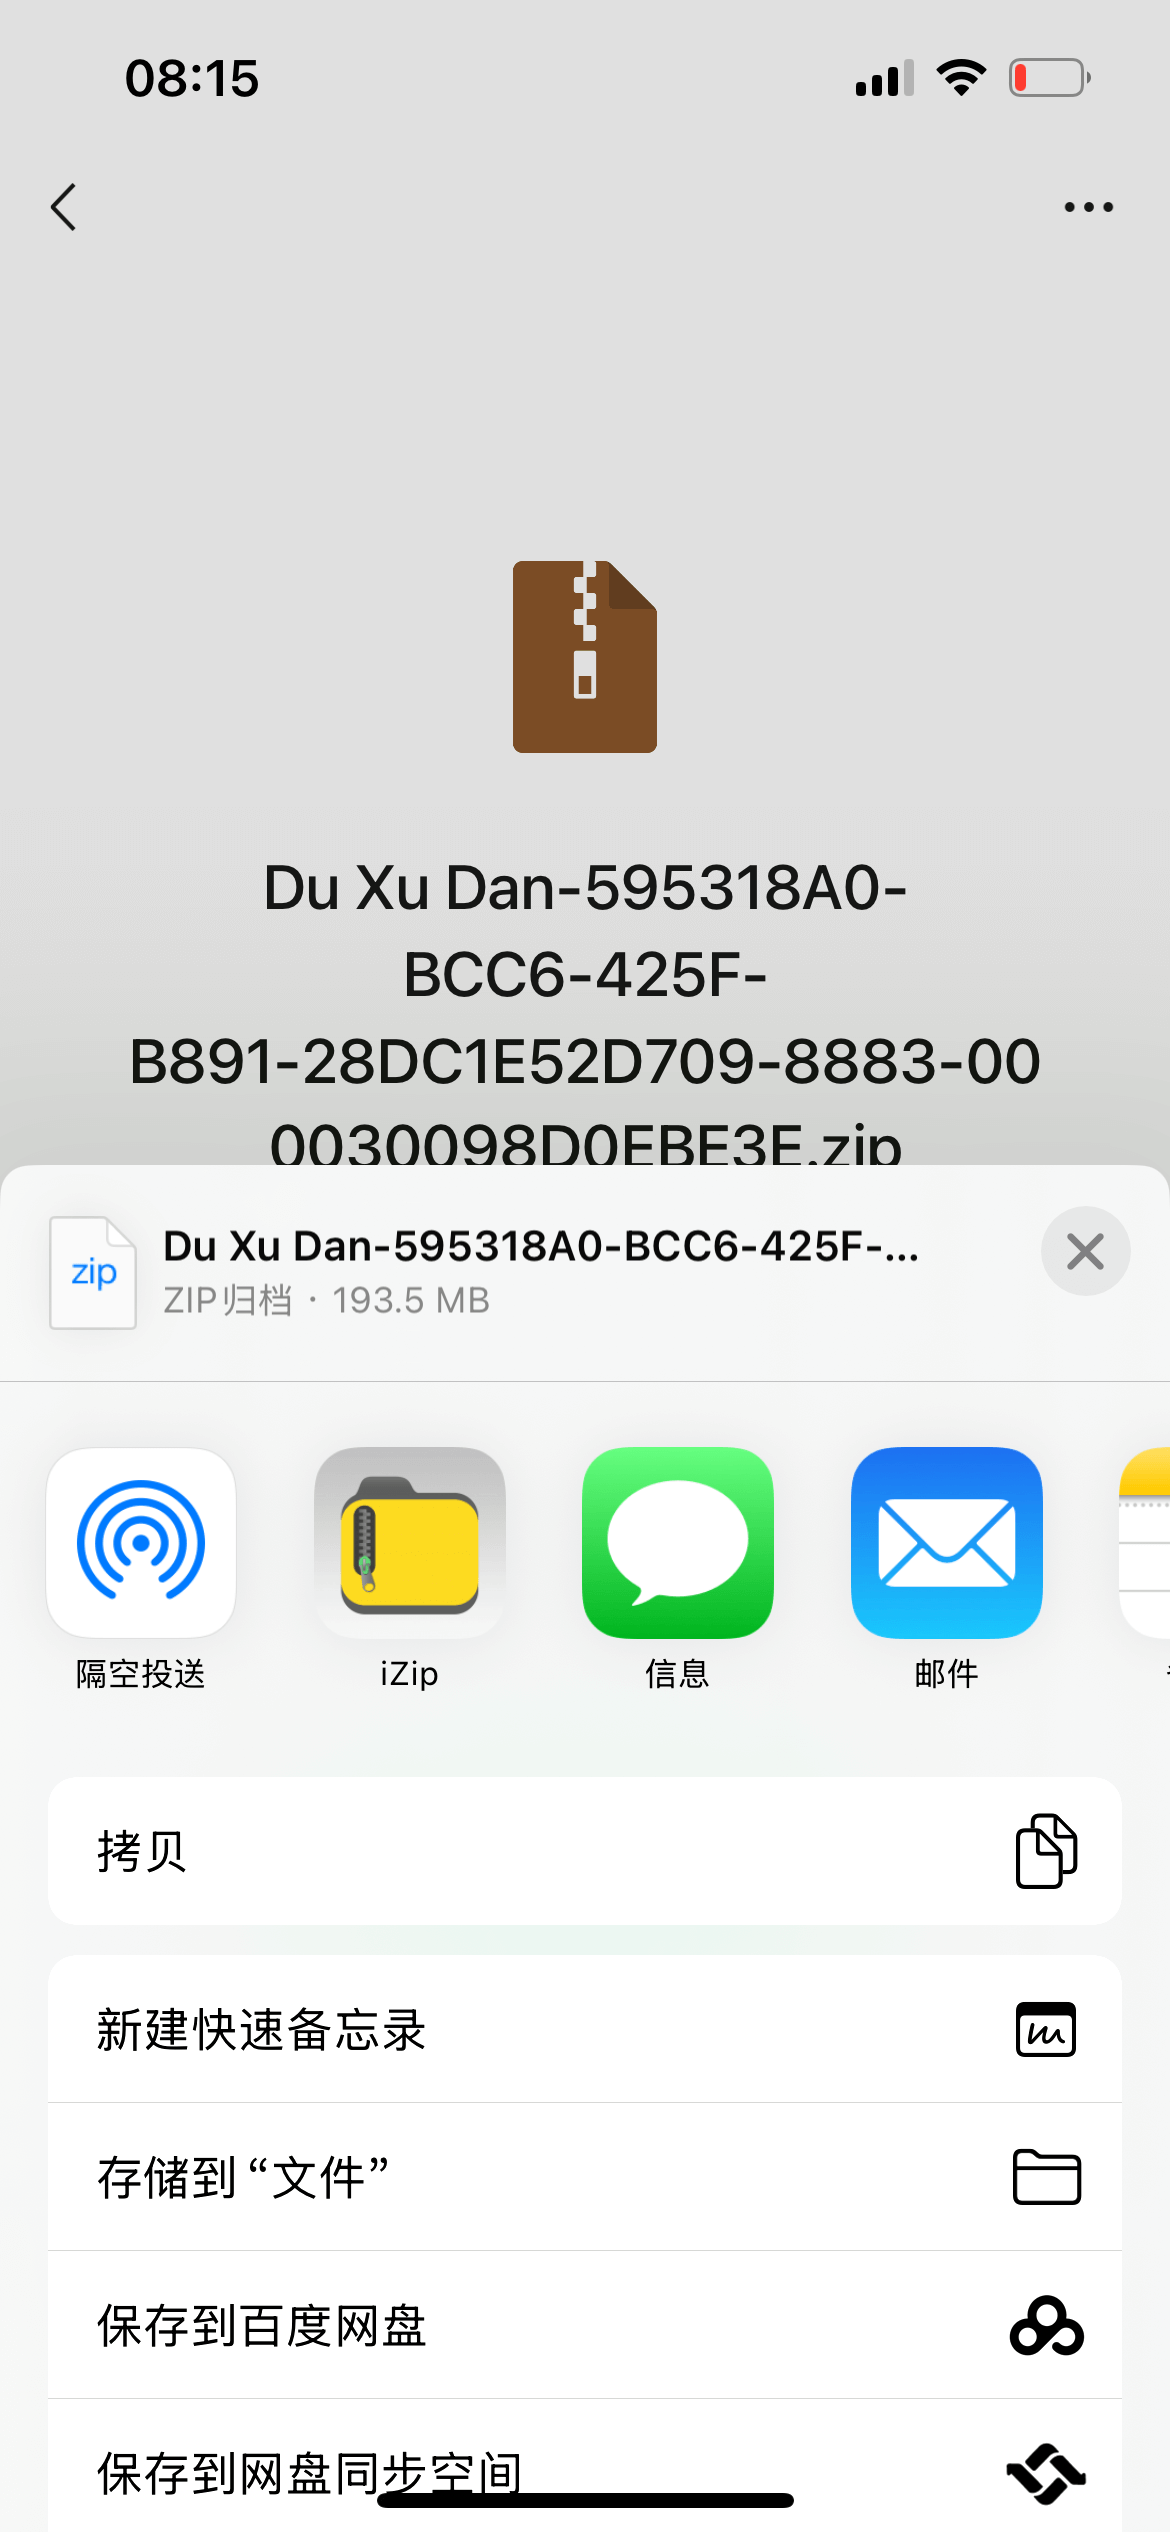 08:15
Du Xu Dan-595318A0-
BCC6-425F-
B891-28DC1E52D709-8883-00
0030098D0EBE3E.zip
zip
Du Xu Dan-595318A0-BCC6-425F-...
ZIP归档 · 193.5 MB
隔空投送
iZip
信息
邮件
拷贝
新建快速备忘录
存储到“文件”
保存到百度网盘
保存到网盘同步空间